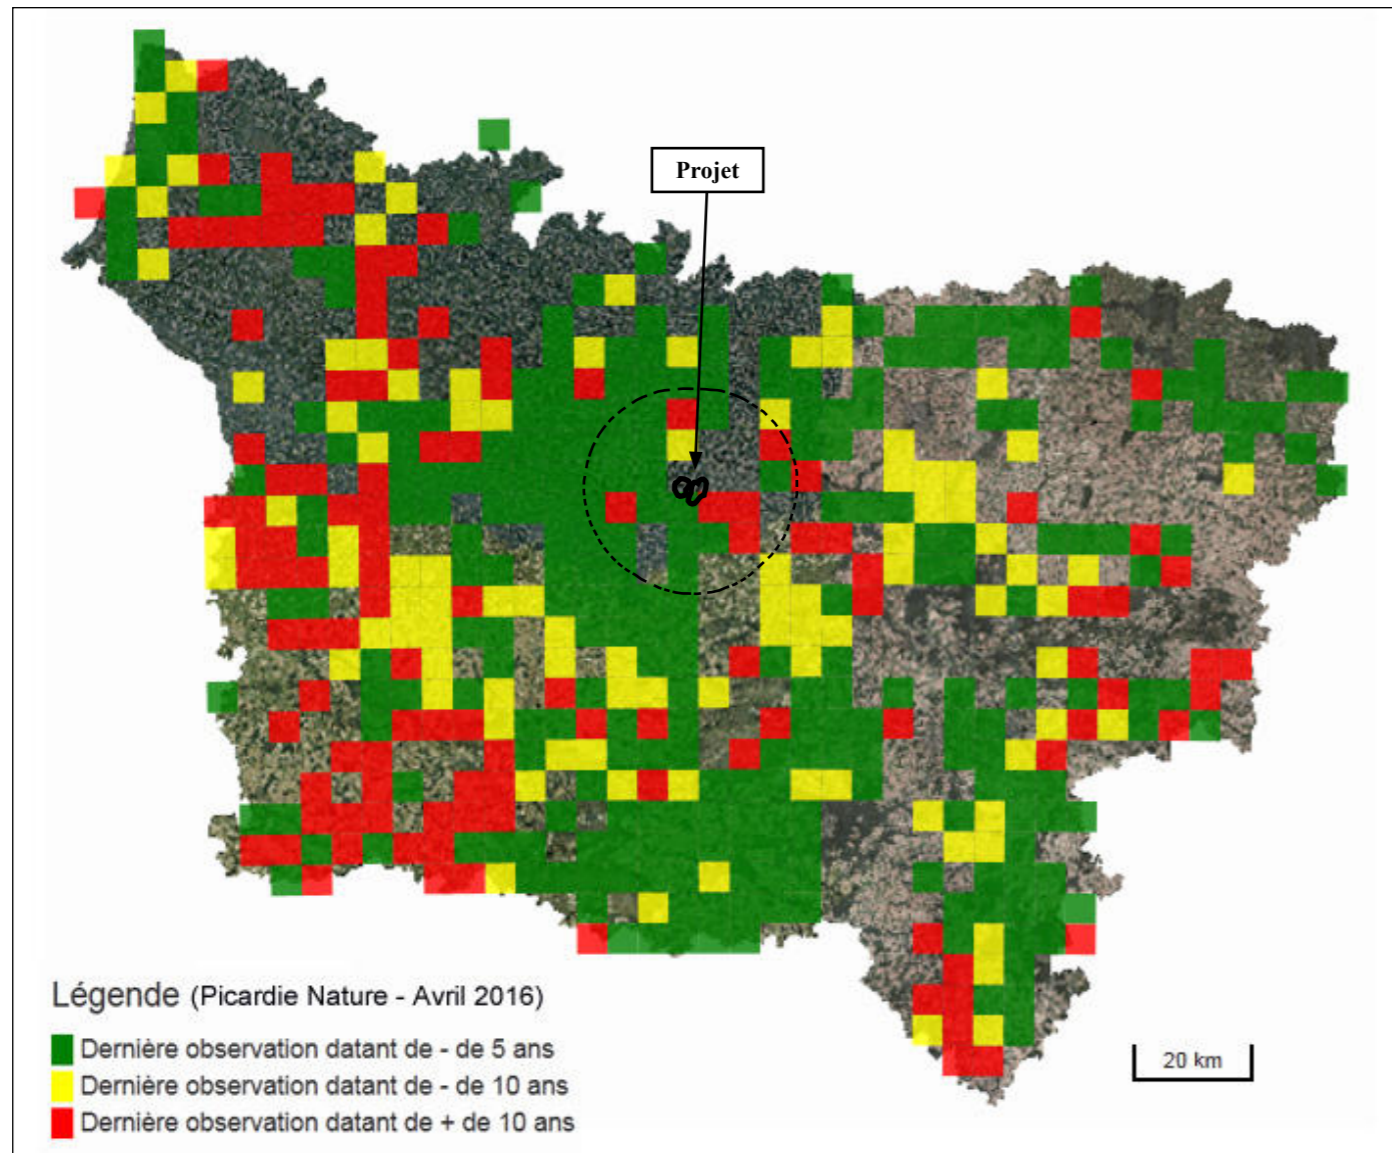 Projet
Légende (Picardie Nature - Avril 2016)
Dernière observation datant de - de 5 ans
Dernière observation datant de - de 10 ans
Dernière observation datant de + de 10 ans
20 km